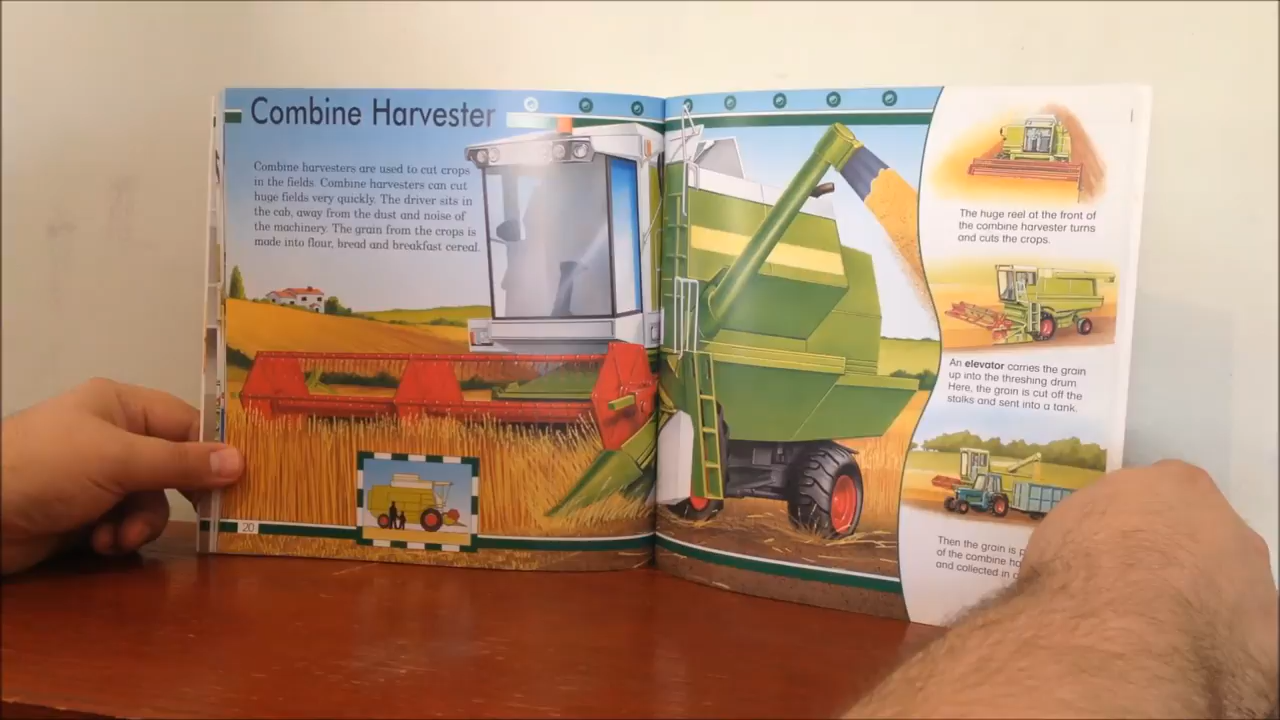 Combine Harvester
Combine harvesters are used to cut crops
in the fields. Combine harvesters can cut
huge fields very quickly. The driver sits in
the cab, away from the dust and noise of
the machinery. The grain from the crops is
made into flour, bread and breakfast cereal.
20
The huge reel at the front of
the combine harvester turns
and cuts the crops.
An elevator carries the grain
up into the threshing drum.
Here, the grain is cut off the
stalks and sent into a tank.
Then the grain is
of the combine
and collected in